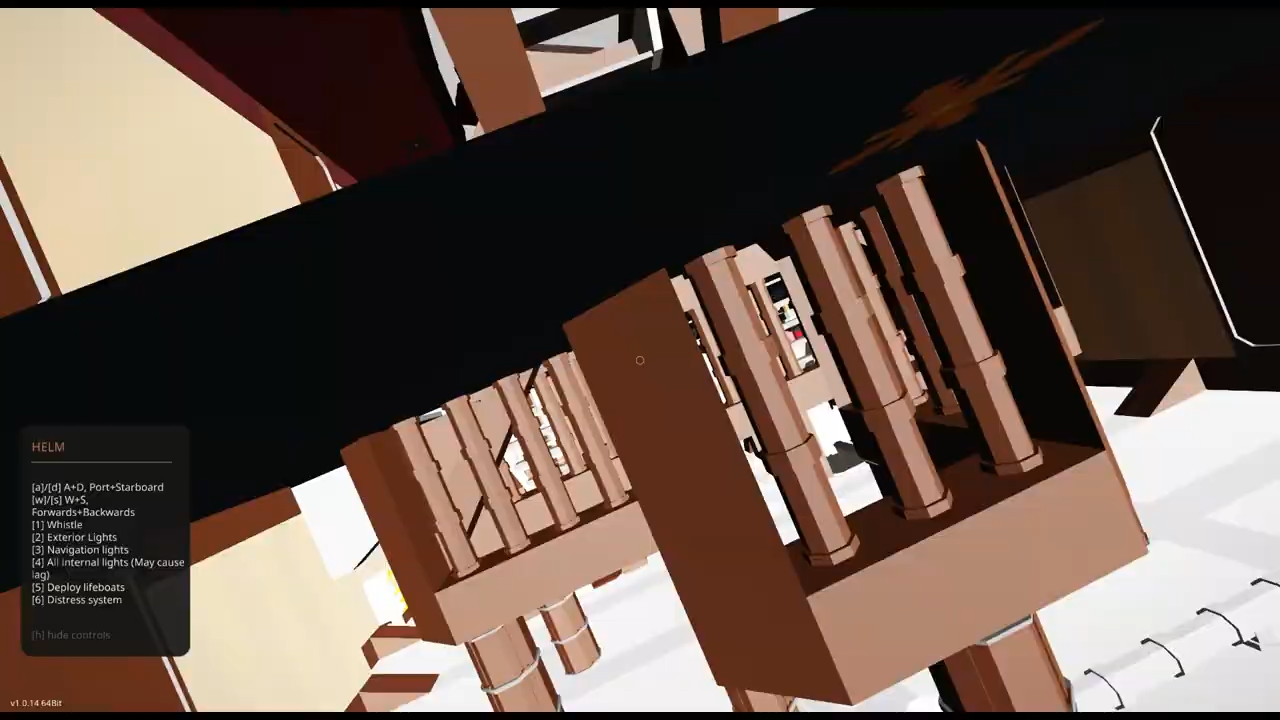 HELM
[a]/[d] A+D, Port+Starboard
[w]/[s] W+S,
Forwards+Backwards
[1] Whistle
[2] Exterior Lights
[3] Navigation lights
[4] All internal lights (May cause
lag)
[5] Deploy lifeboats
[6] Distress system
[h] hide controls
v1.0.14 64Bit